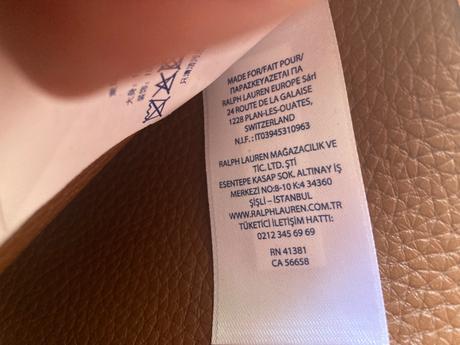 MADE FOR/FAIT POUR/
ΠΑΡΑΣΚΕΥΑΖΕΤΑΙ ΓΙΑ
RALPH LAUREN EUROPE Sàrl
24 ROUTE DE LA GALAISE
1228 PLAN-LES-OUATES,
SWITZERLAND
N.I.F.: IT03945310963
RALPH LAUREN MAĞAZACILIK VE
TİC. LTD. ŞTİ
ESENTEPE KASAP SOK. ALTINAY İŞ
MERKEZİ NO:8-10 K:4 34360
ŞİŞLİ – İSTANBUL
WWW.RALPHLAUREN.COM.TR
TÜKETİCİ İLETİŞİM HATTI:
0212 345 69 69
RN 41381
CA 56658